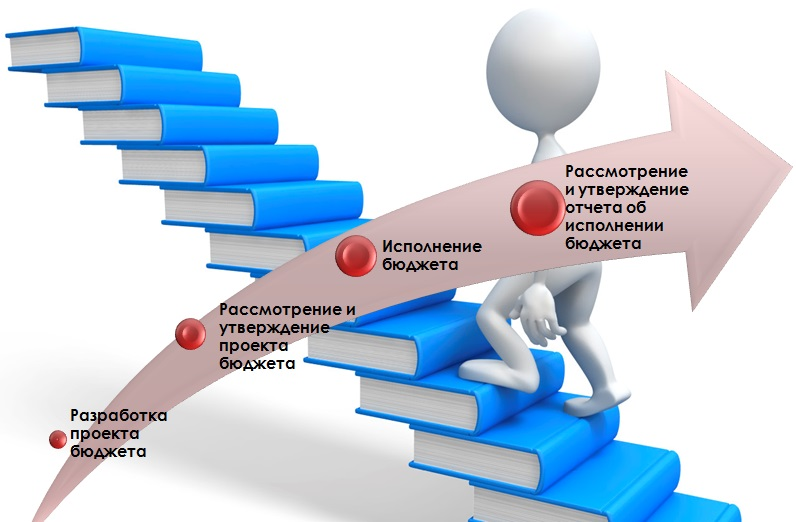 Разработка
проекта
бюджета
Рассмотрение и
утверждение
проекта
бюджета
Исполнение
бюджета
Рассмотрение
и утверждение
отчета об
исполнении
бюджета